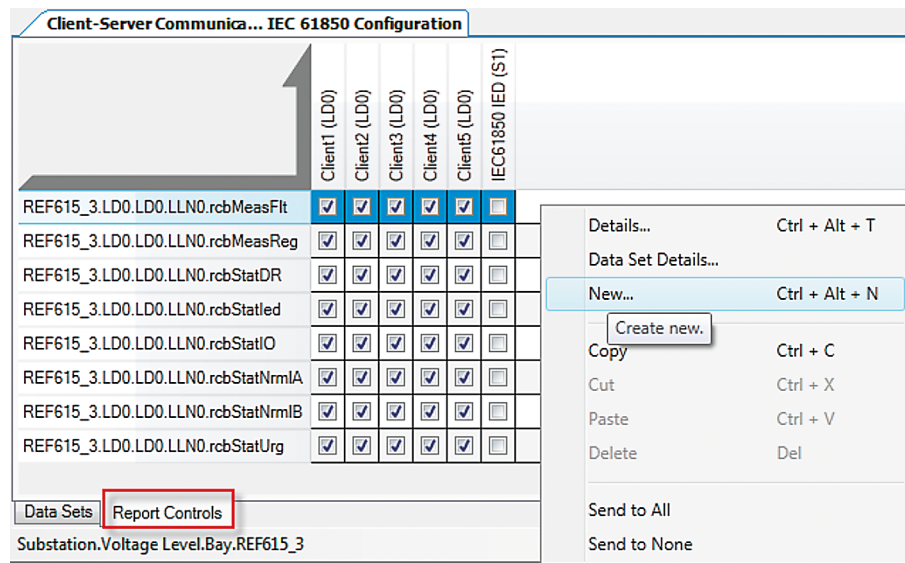 Client-Server Communica... IEC 61850 Configuration
Client1 (LD0)
Client2 (LD0)
Client3 (LD0)
Client4 (LD0)
Client5 (LD0)
IEC61850 IED (S1)
REF615_3.LD0.LD0.LLN0.rcbMeasFlt
REF615_3.LD0.LD0.LLN0.rcbMeasReg
REF615_3.LD0.LD0.LLN0.rcbStatDR
REF615_3.LD0.LD0.LLN0.rcbStatled
REF615_3.LD0.LD0.LLN0.rcbStatIO
REF615_3.LD0.LD0.LLN0.rcbStatNrmlA
REF615_3.LD0.LD0.LLN0.rcbStatNrmlB
REF615_3.LD0.LD0.LLN0.rcbStatUrg
Details... Ctrl + Alt + T
Data Set Details...
New... Ctrl + Alt + N
Create new.
Copy Ctrl + C
Cut Ctrl + X
Paste Ctrl + V
Delete Del
Send to All
Send to None
Data Sets Report Controls
Substation.Voltage Level.Bay.REF615_3